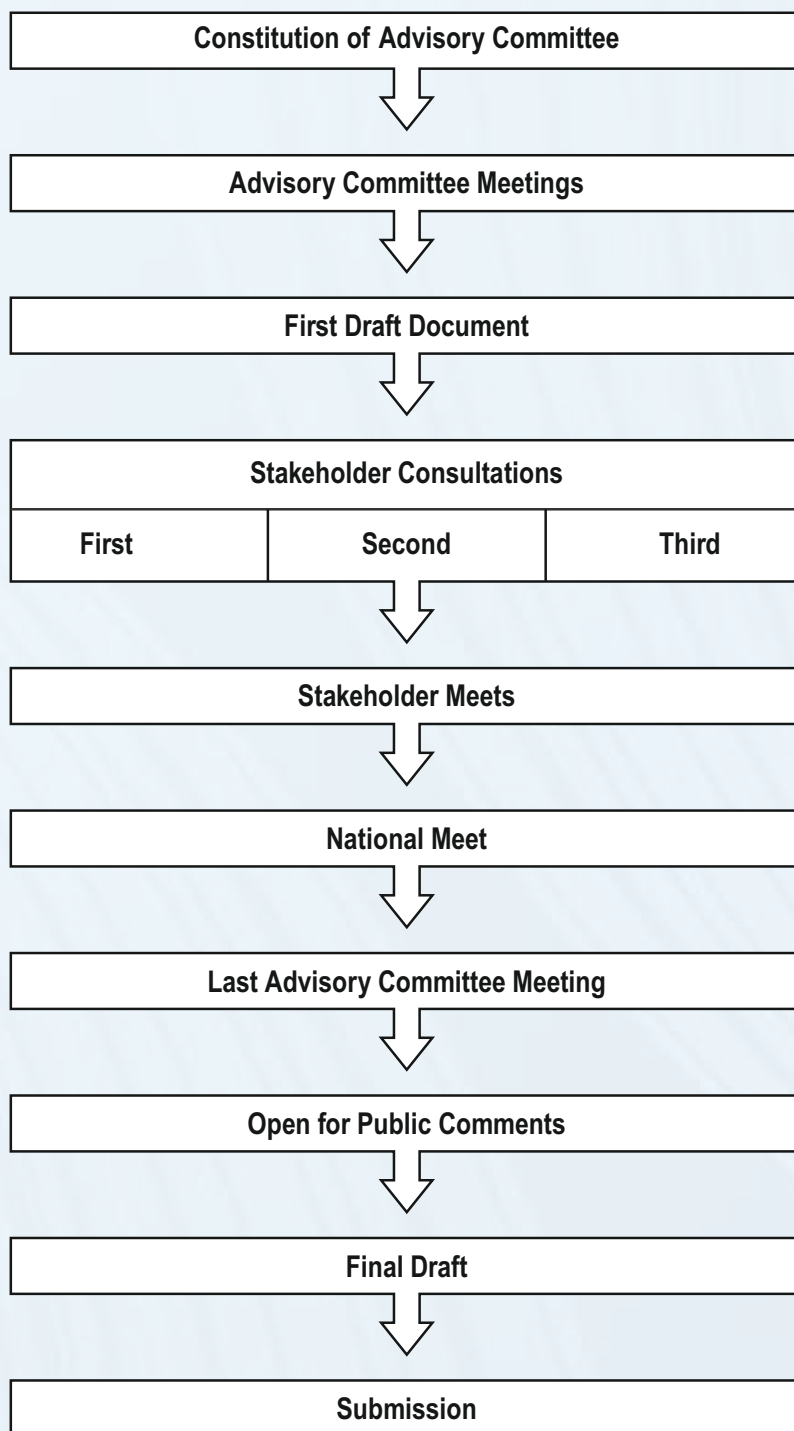 Constitution of Advisory Committee
Advisory Committee Meetings
First Draft Document
Stakeholder Consultations
First Second Third
Stakeholder Meets
National Meet
Last Advisory Committee Meeting
Open for Public Comments
Final Draft
Submission